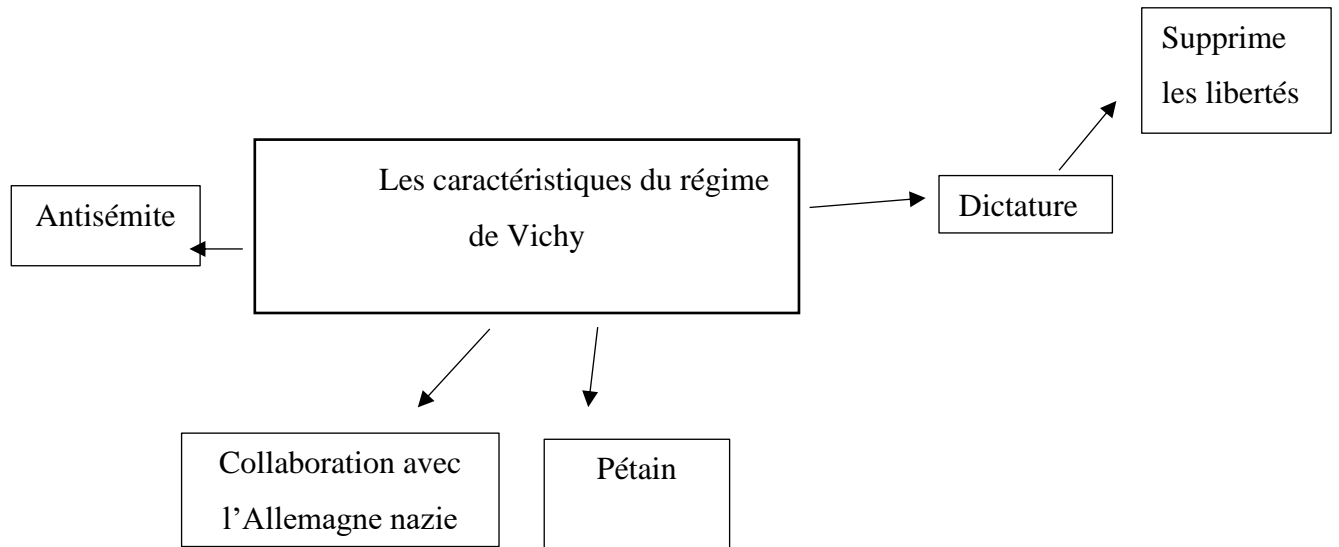 Supprime
les libertés
Les caractéristiques du régime
de Vichy
Antisémite
Dictature
Collaboration avec
l’Allemagne nazie
Pétain